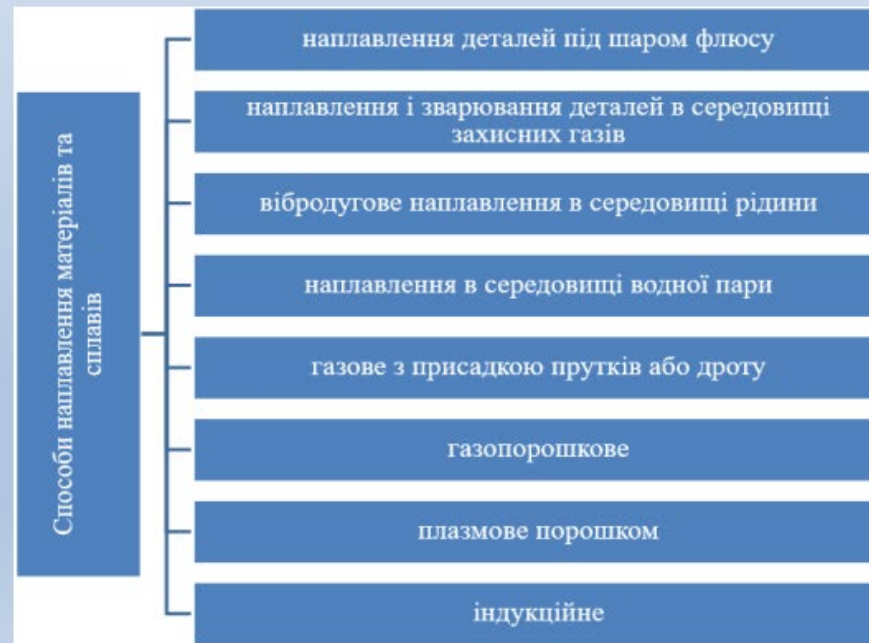 Способи наплавлення матеріалів та
сплавів
наплавлення деталей під шаром флюсу
наплавлення і зварювання деталей в середовищі
захисних газів
вібродугове наплавлення в середовищі рідини
наплавлення в середовищі водної пари
газове з присадкою прутків або дроту
газопорошкове
плазмове порошком
індукційне